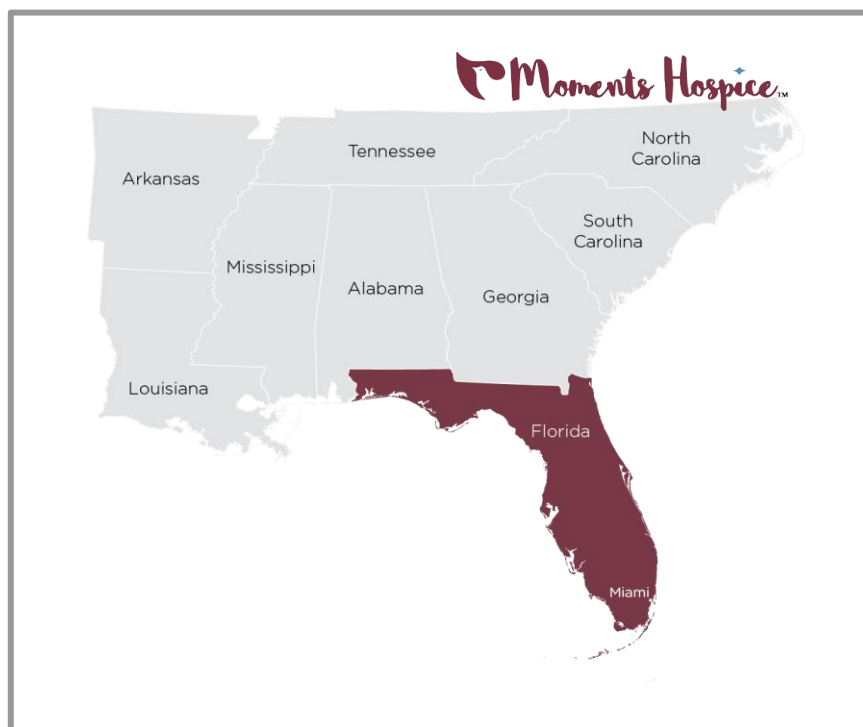 Moments Hospice™
North
Carolina
Tennessee
Arkansas
South
Carolina
Mississippi
Alabama
Georgia
Louisiana
Florida
Miami